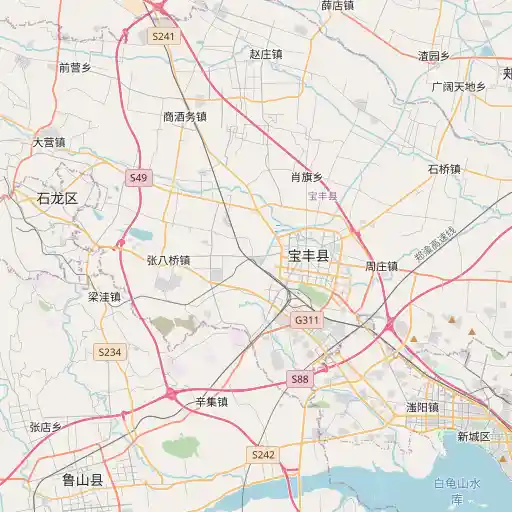 薛店镇
S241
赵庄镇
渣园乡
前营乡
郏
广阔天地乡
商酒务镇
大营镇
石桥镇
S49
肖旗乡
石龙区
宝丰县
郑渝高速线
宝丰县
张八桥镇
周庄镇
梁洼镇
G311
S234
S88
辛集镇
滍阳镇
张店乡
新城区
S242
鲁山县
白龟山水
库